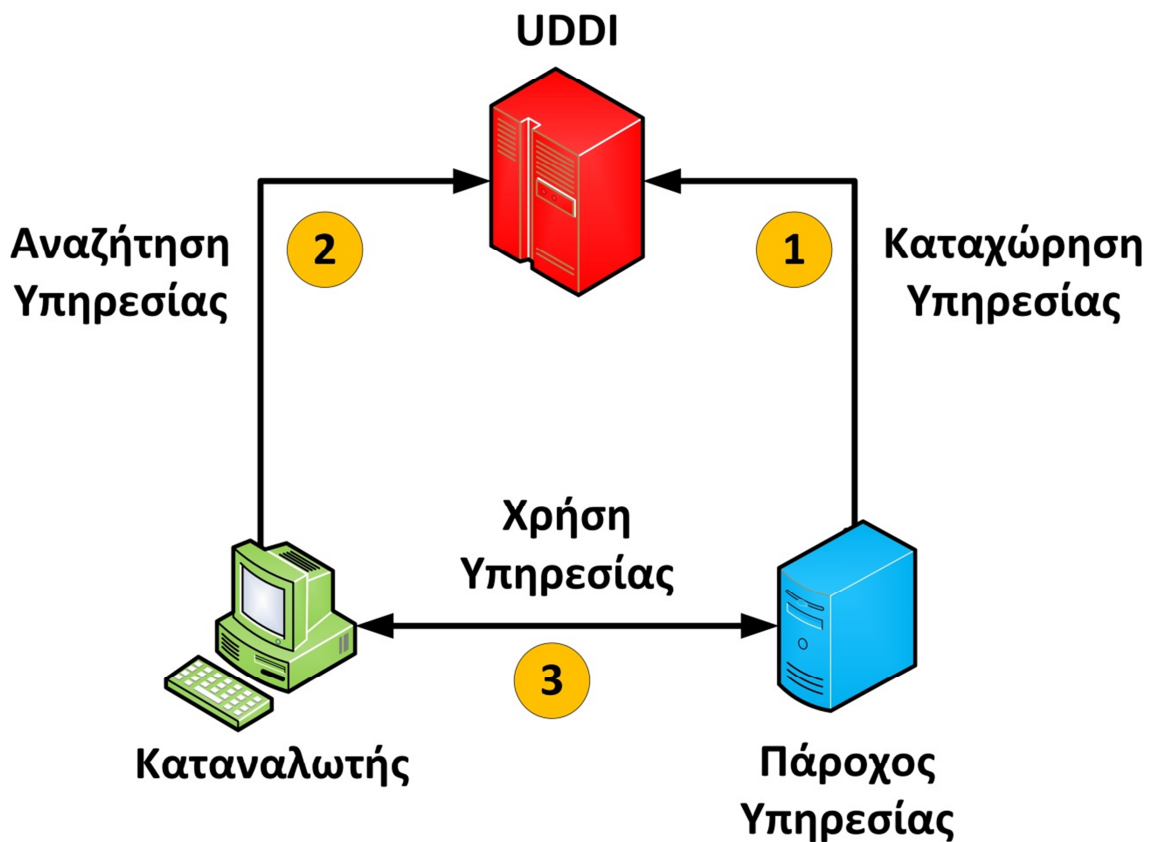 UDDI
Αναζήτηση
Υπηρεσίας
2
1
Καταχώρηση
Υπηρεσίας
Χρήση
Υπηρεσίας
3
Καταναλωτής
Πάροχος
Υπηρεσίας